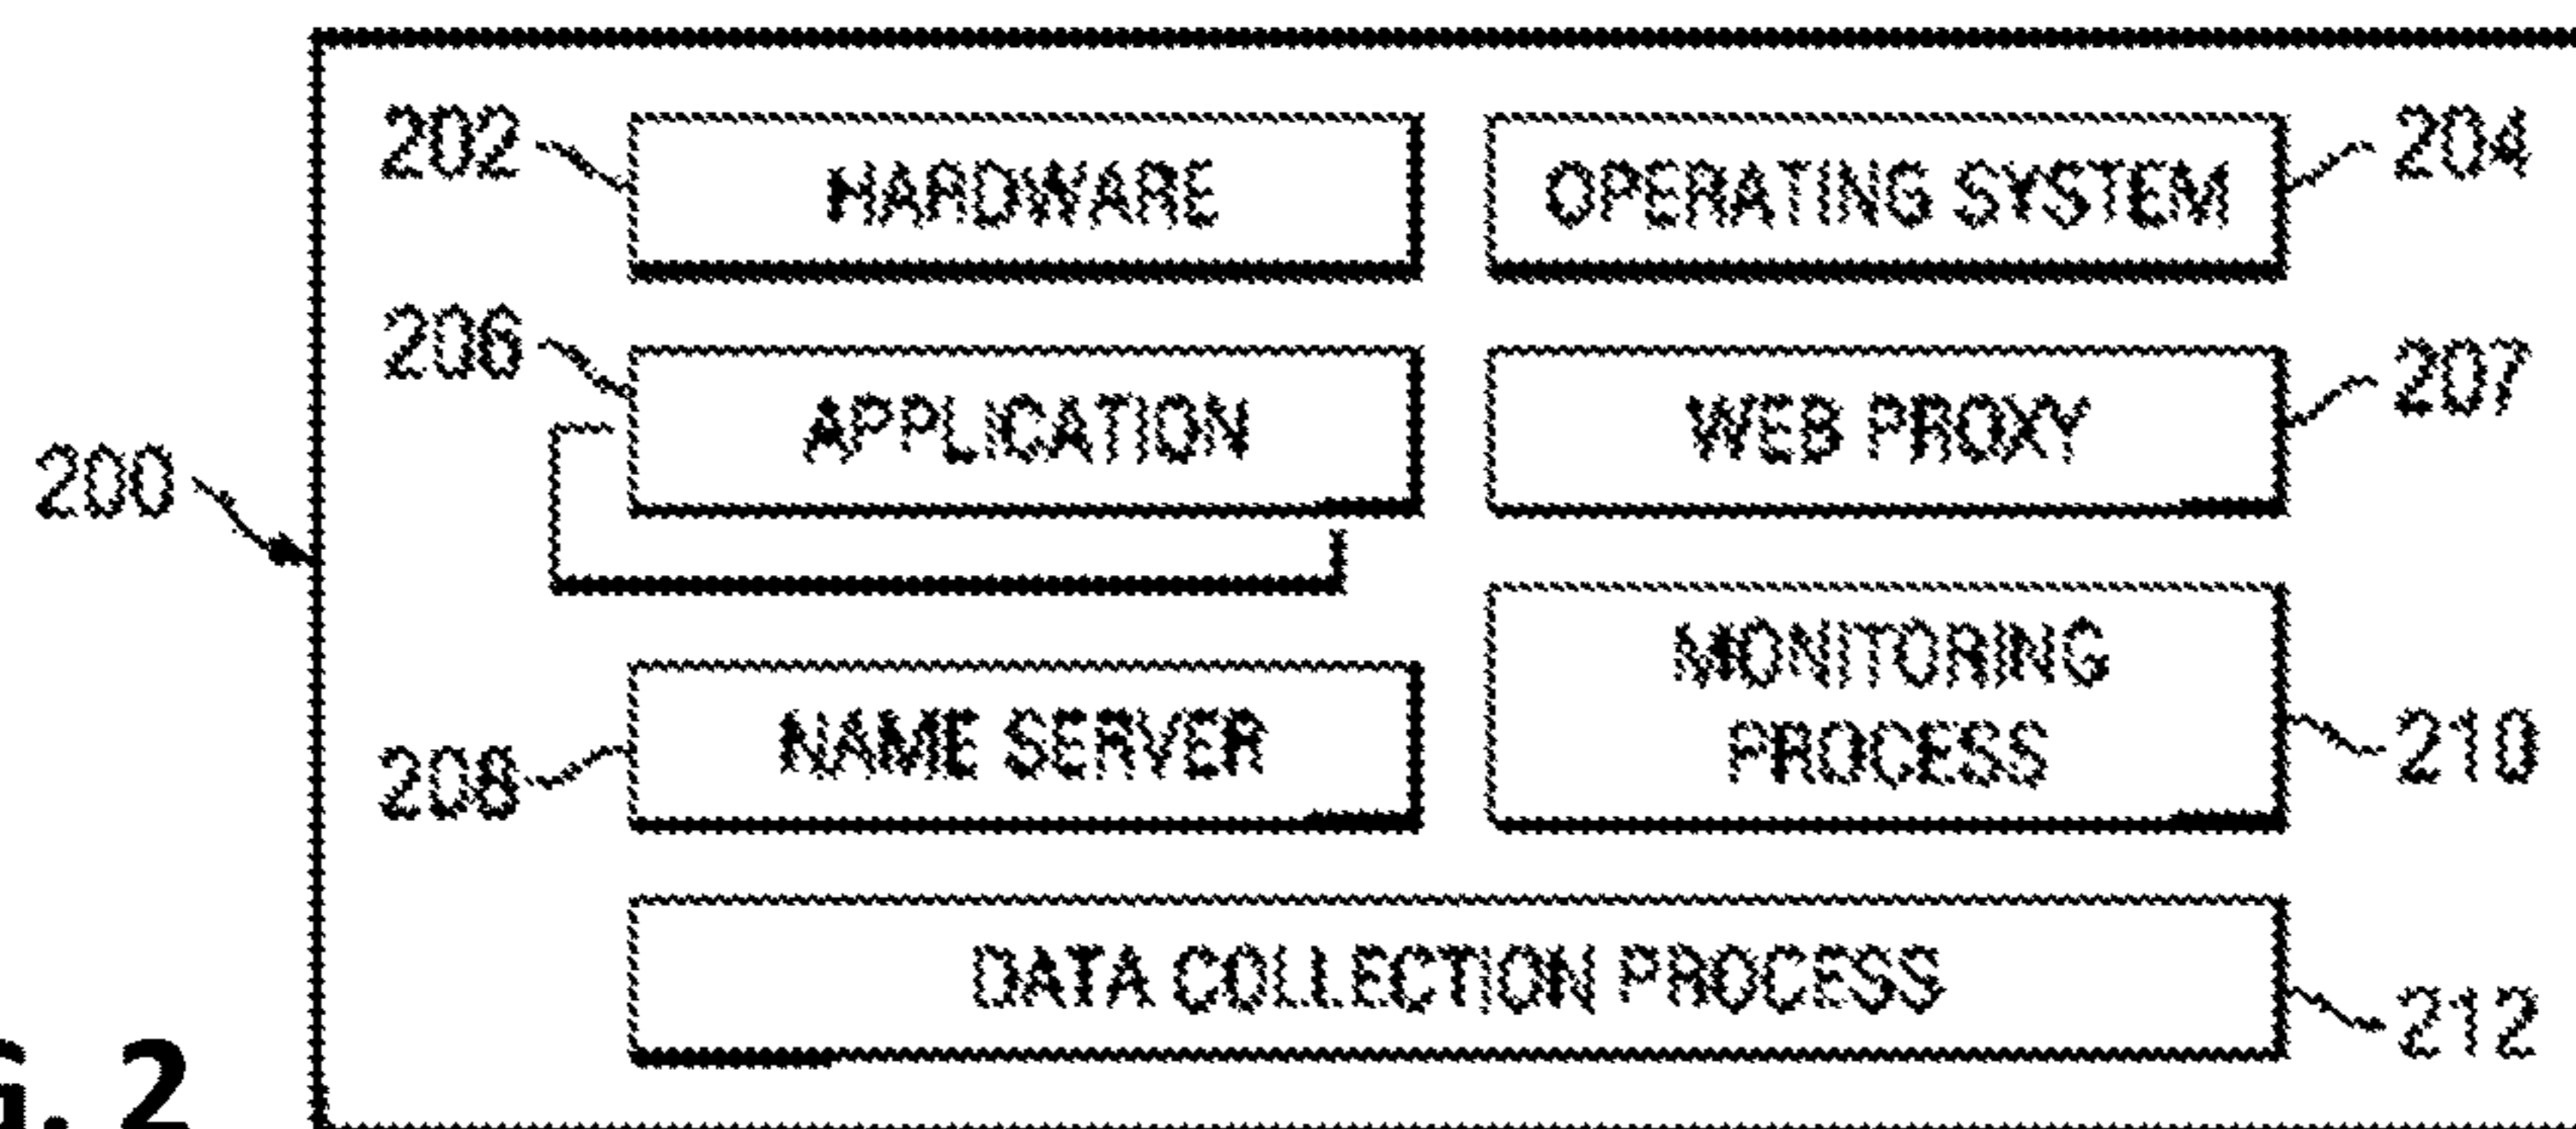 202 HARDWARE OPERATING SYSTEM 204
206 APPLICATION WEB PROXY 207
200
MONITORING
208 NAME SERVER PROCESS 210
DATA COLLECTION PROCESS 212
G. 2